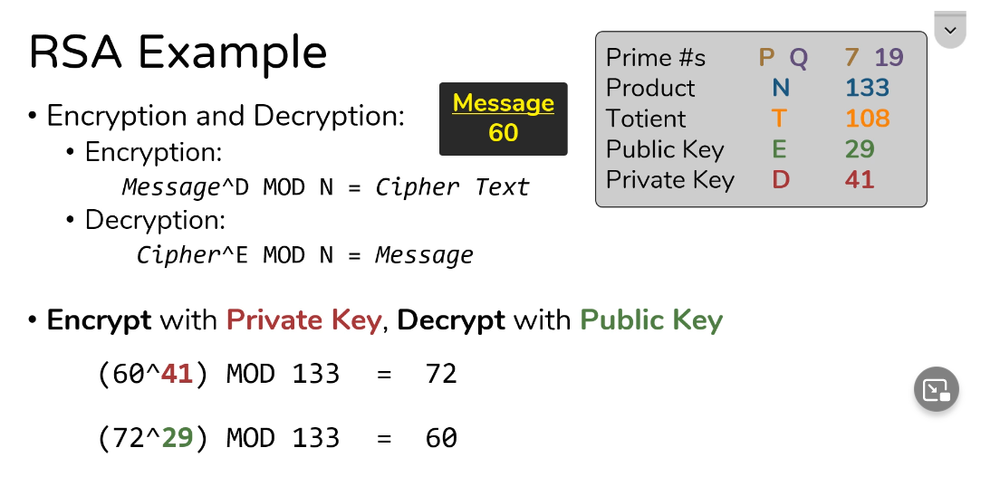 RSA Example
• Encryption and Decryption:
• Encryption:
Message^D MOD N = Cipher Text
• Decryption:
Cipher^E MOD N = Message
Message
60
Prime #s P Q 7 19
Product N 133
Totient T 108
Public Key E 29
Private Key D 41
• Encrypt with Private Key, Decrypt with Public Key
(60^41) MOD 133 = 72
(72^29) MOD 133 = 60